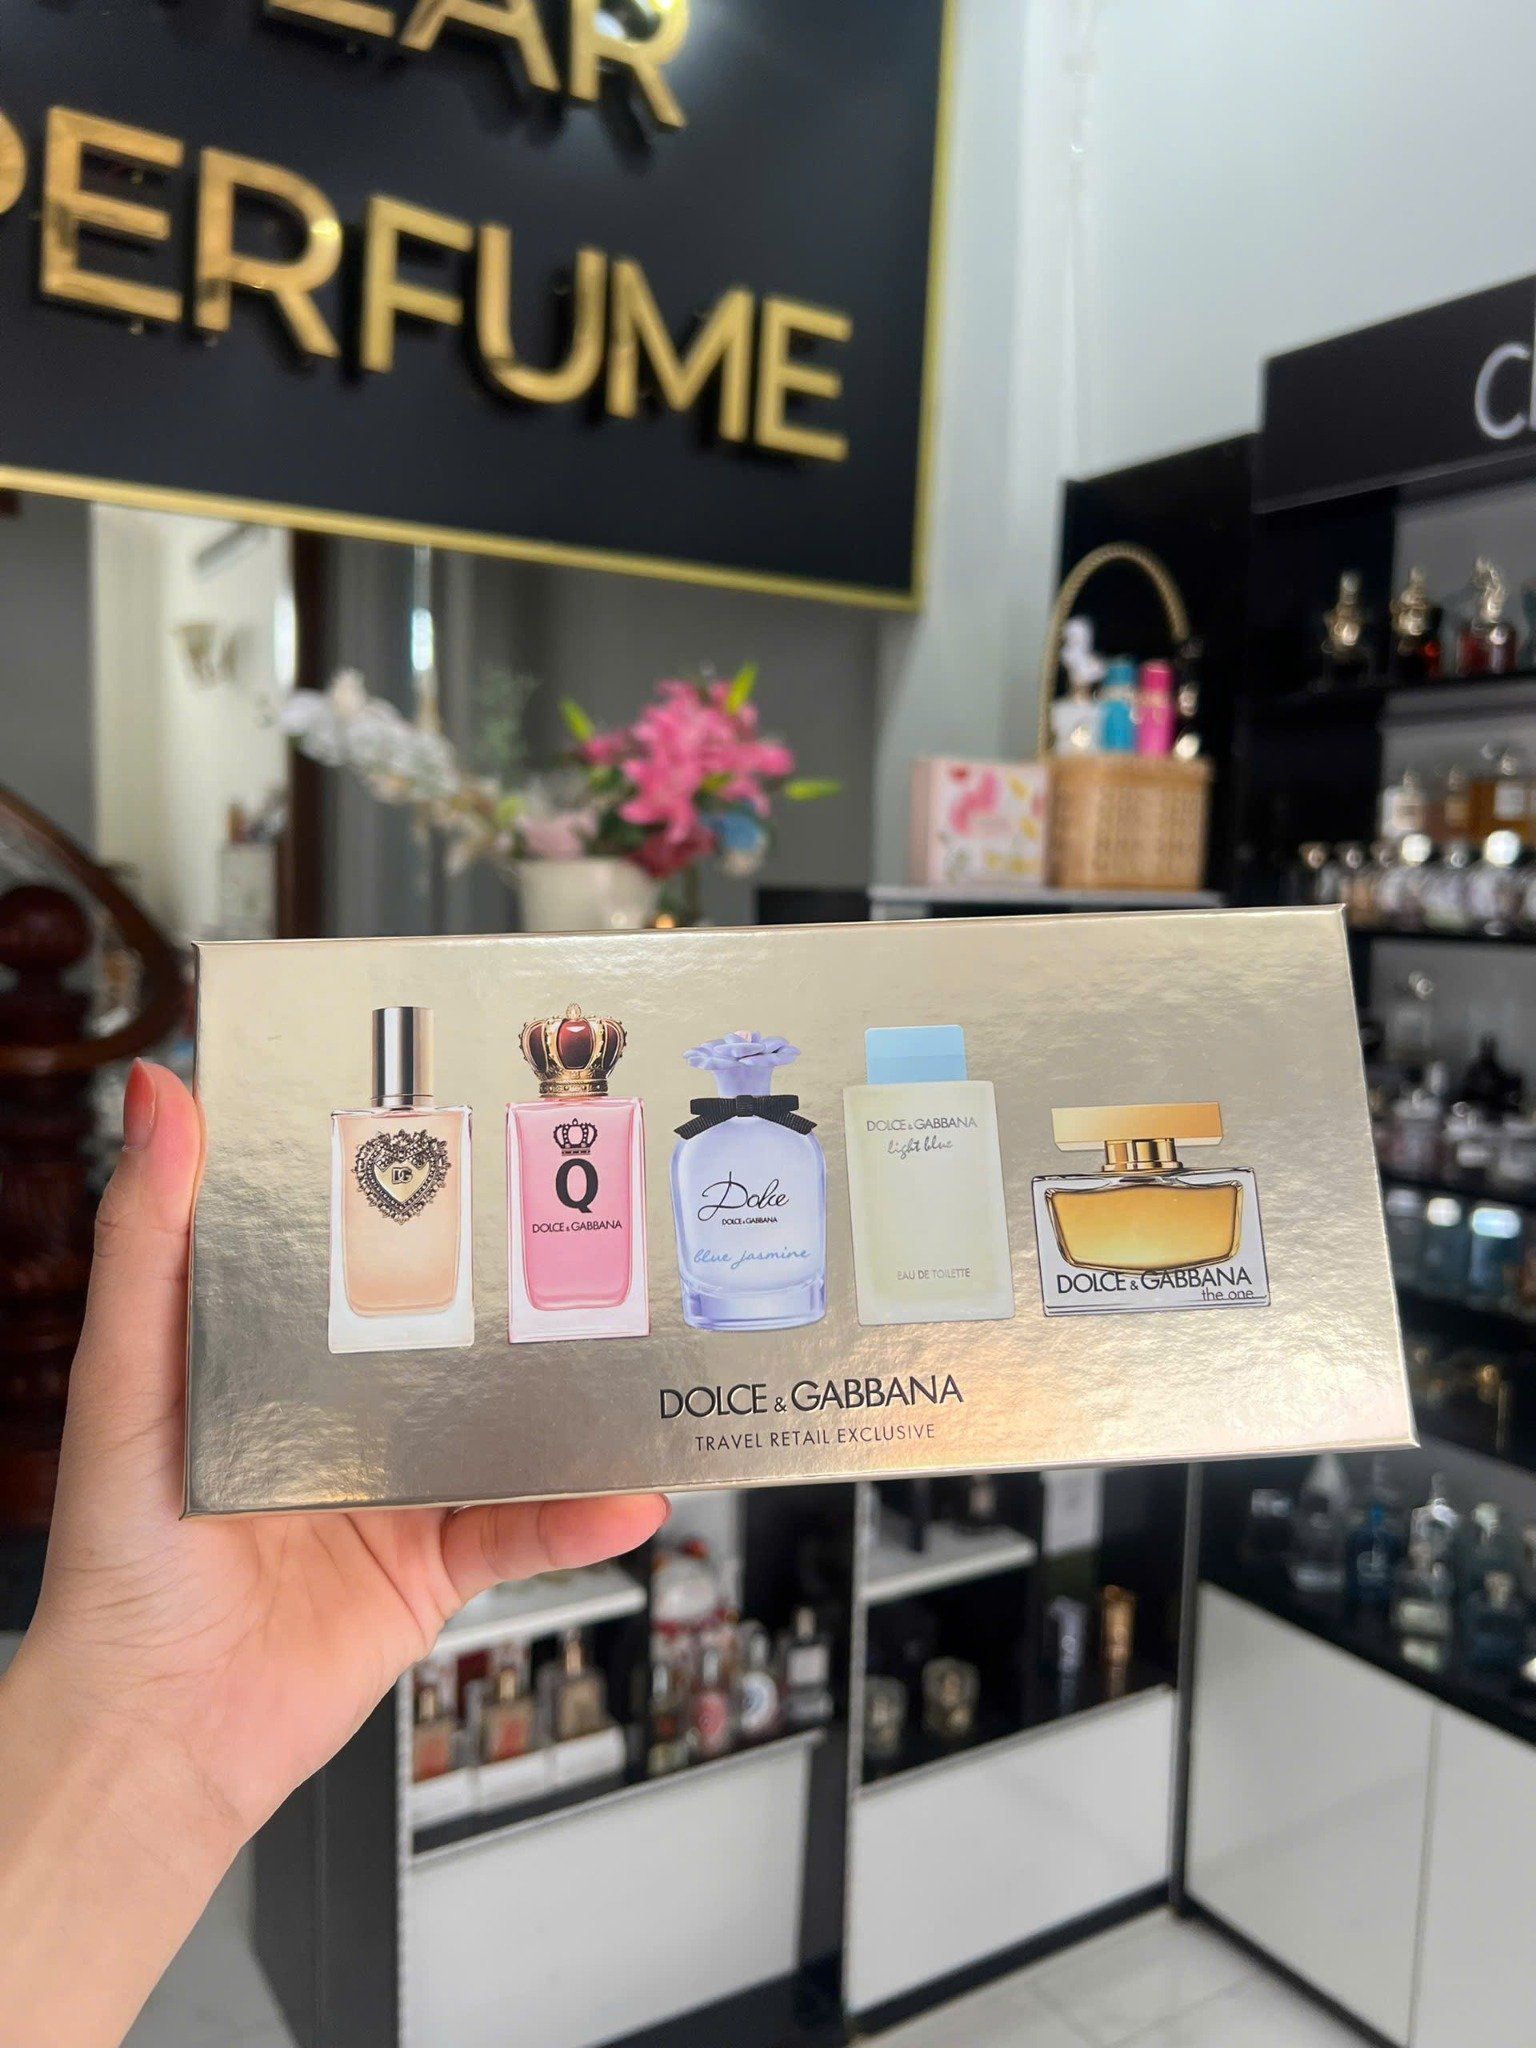 EAR
PERFUME
DG
Q
DOLCE & GABBANA
Dolce
DOLCE & GABBANA
blue jasmine
DOLCE & GABBANA
light blue
EAU DE TOILETTE
DOLCE & GABBANA
the one
DOLCE & GABBANA
TRAVEL RETAIL EXCLUSIVE